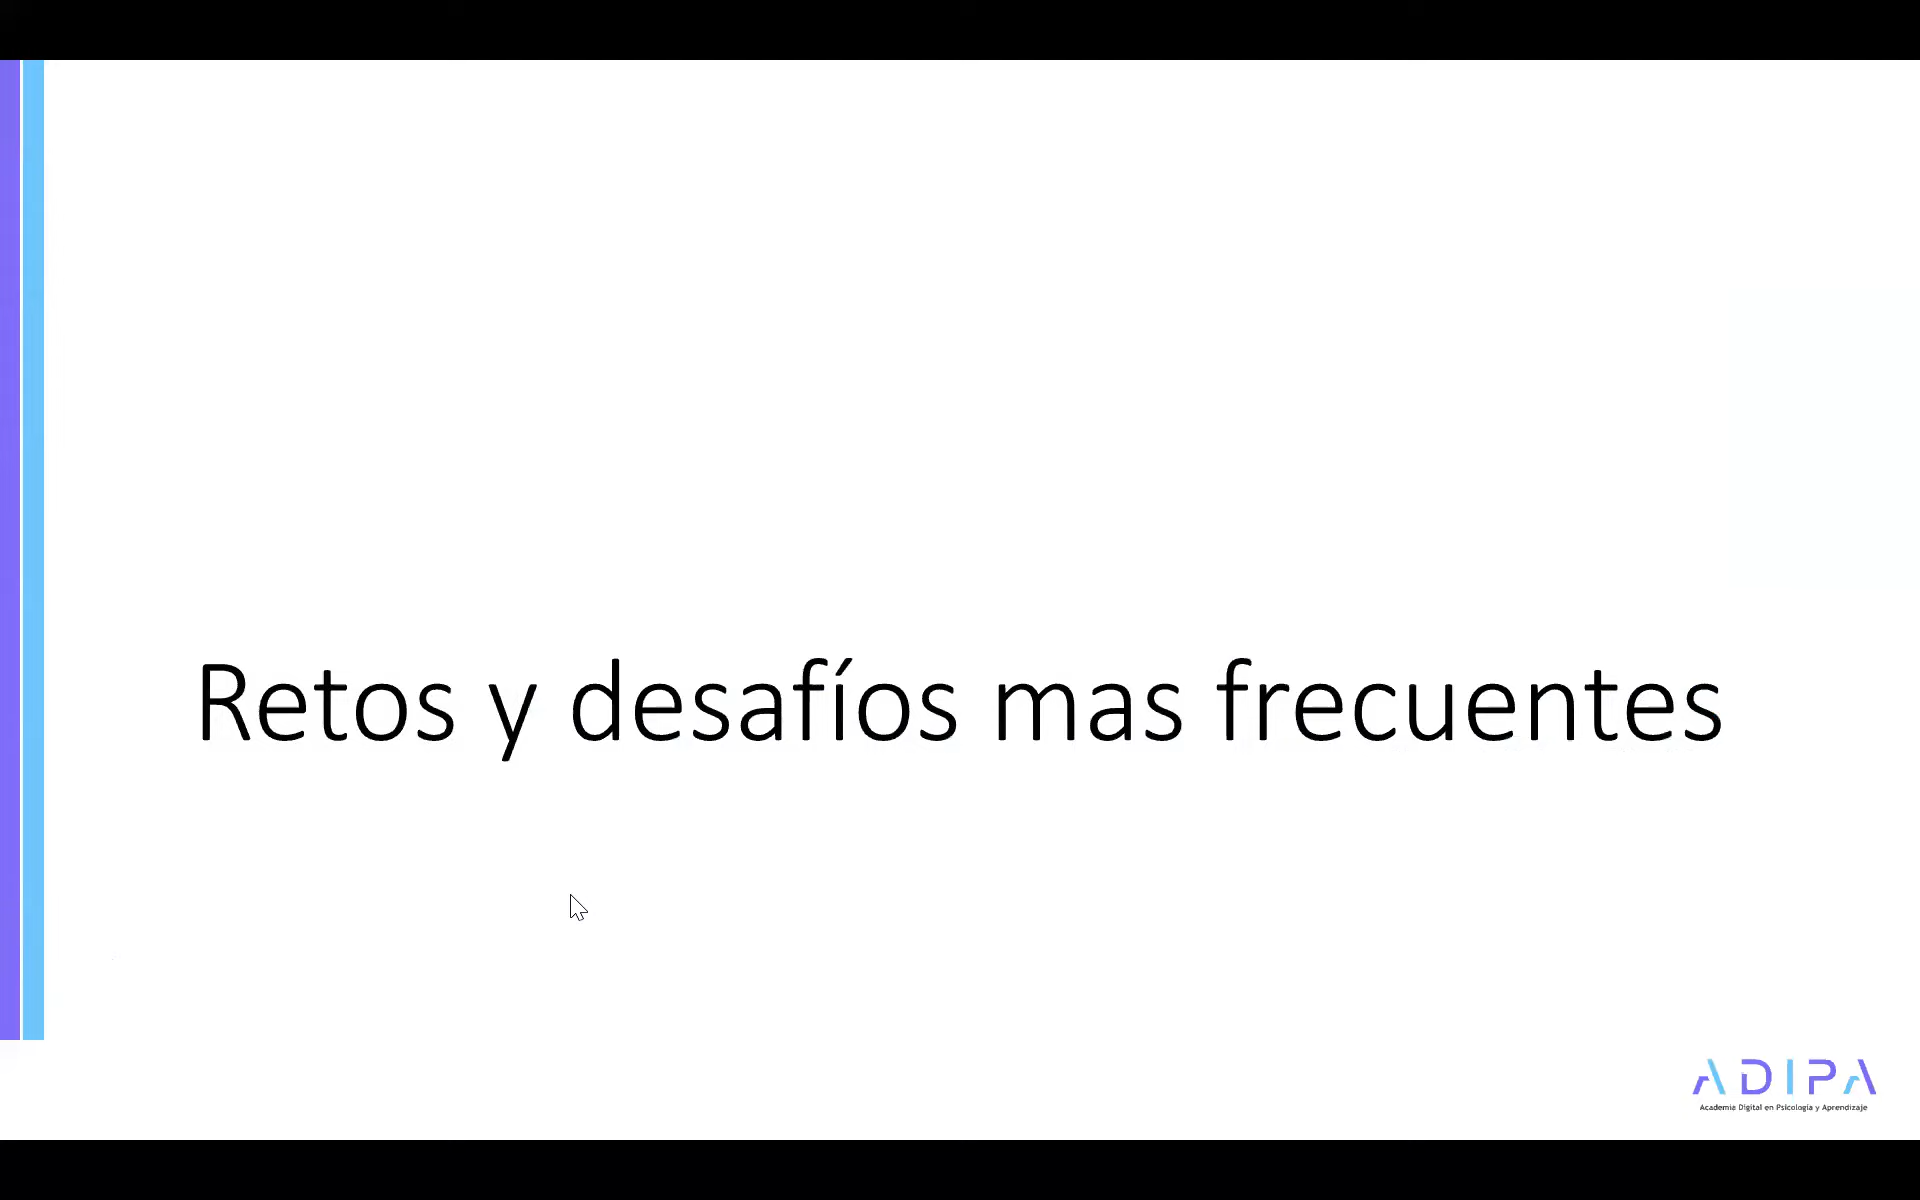 Retos y desafíos mas frecuentes
ADIPA
Academia Digital en Psicología y Aprendizaje